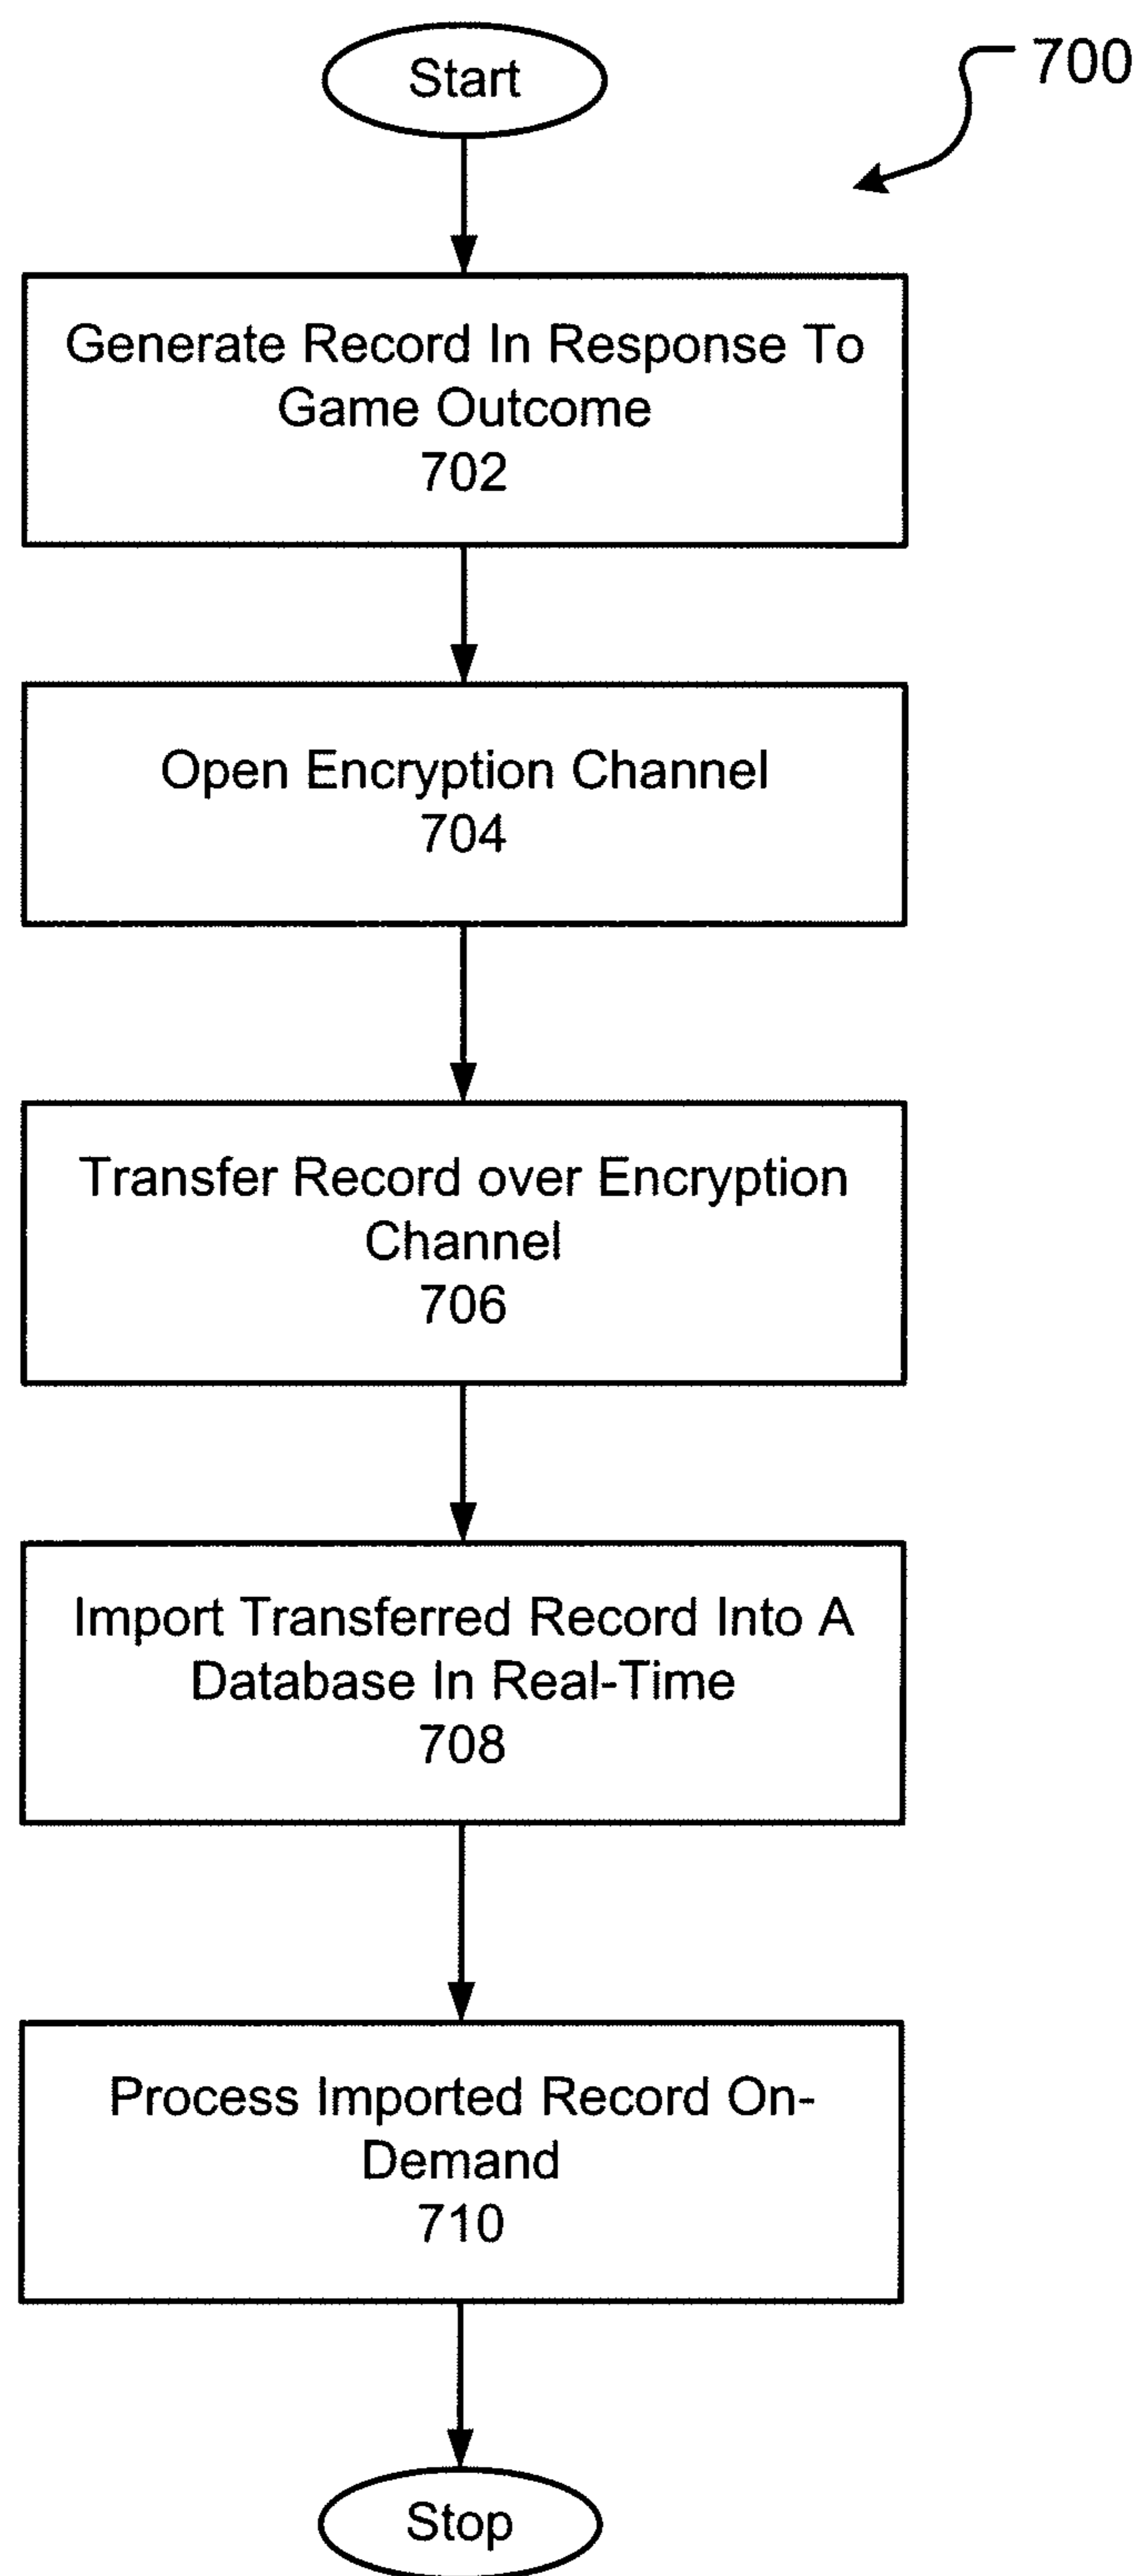 Start
700
Generate Record In Response To
Game Outcome
702
Open Encryption Channel
704
Transfer Record over Encryption
Channel
706
Import Transferred Record Into A
Database In Real-Time
708
Process Imported Record On-
Demand
710
Stop